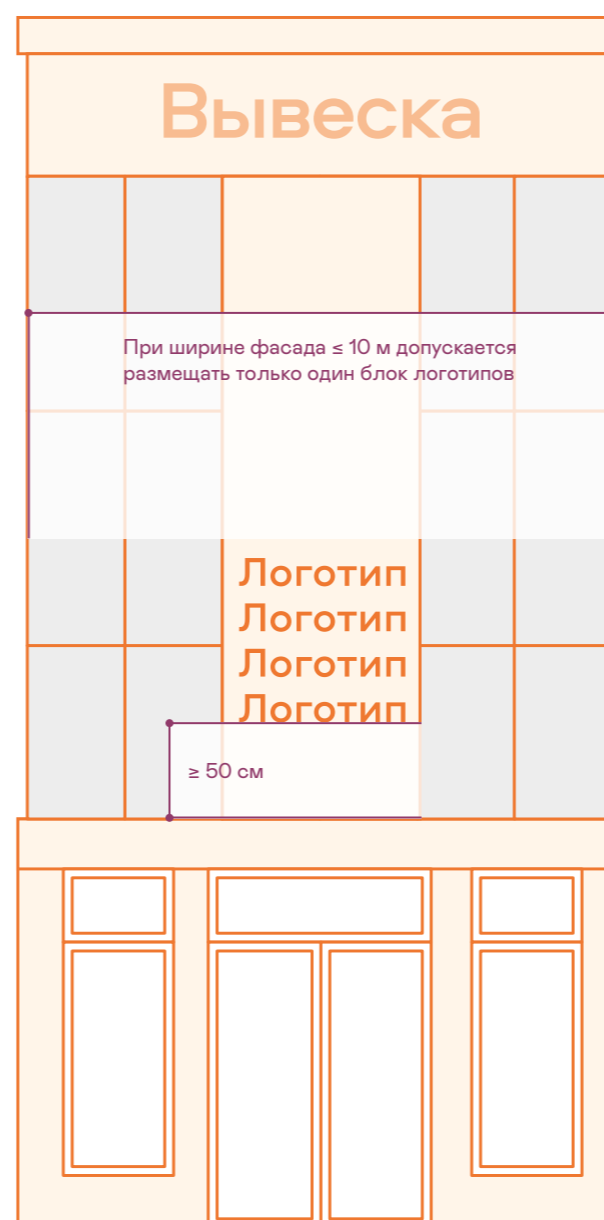 Вывеска
При ширине фасада ≤ 10 м допускается
размещать только один блок логотипов
Логотип
Логотип
Логотип
Логотип
≥ 50 см